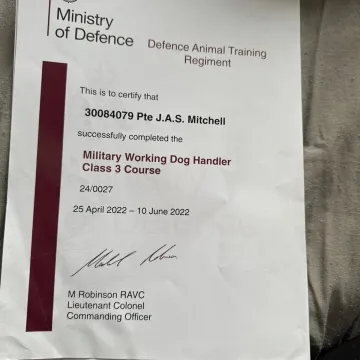 Ministry
of Defence
Defence Animal Training
Regiment
This is to certify that
30084079 Pte J.A.S. Mitchell
successfully completed the
Military Working Dog Handler
Class 3 Course
24/0027
25 April 2022 – 10 June 2022
M Robinson RAVC
Lieutenant Colonel
Commanding Officer